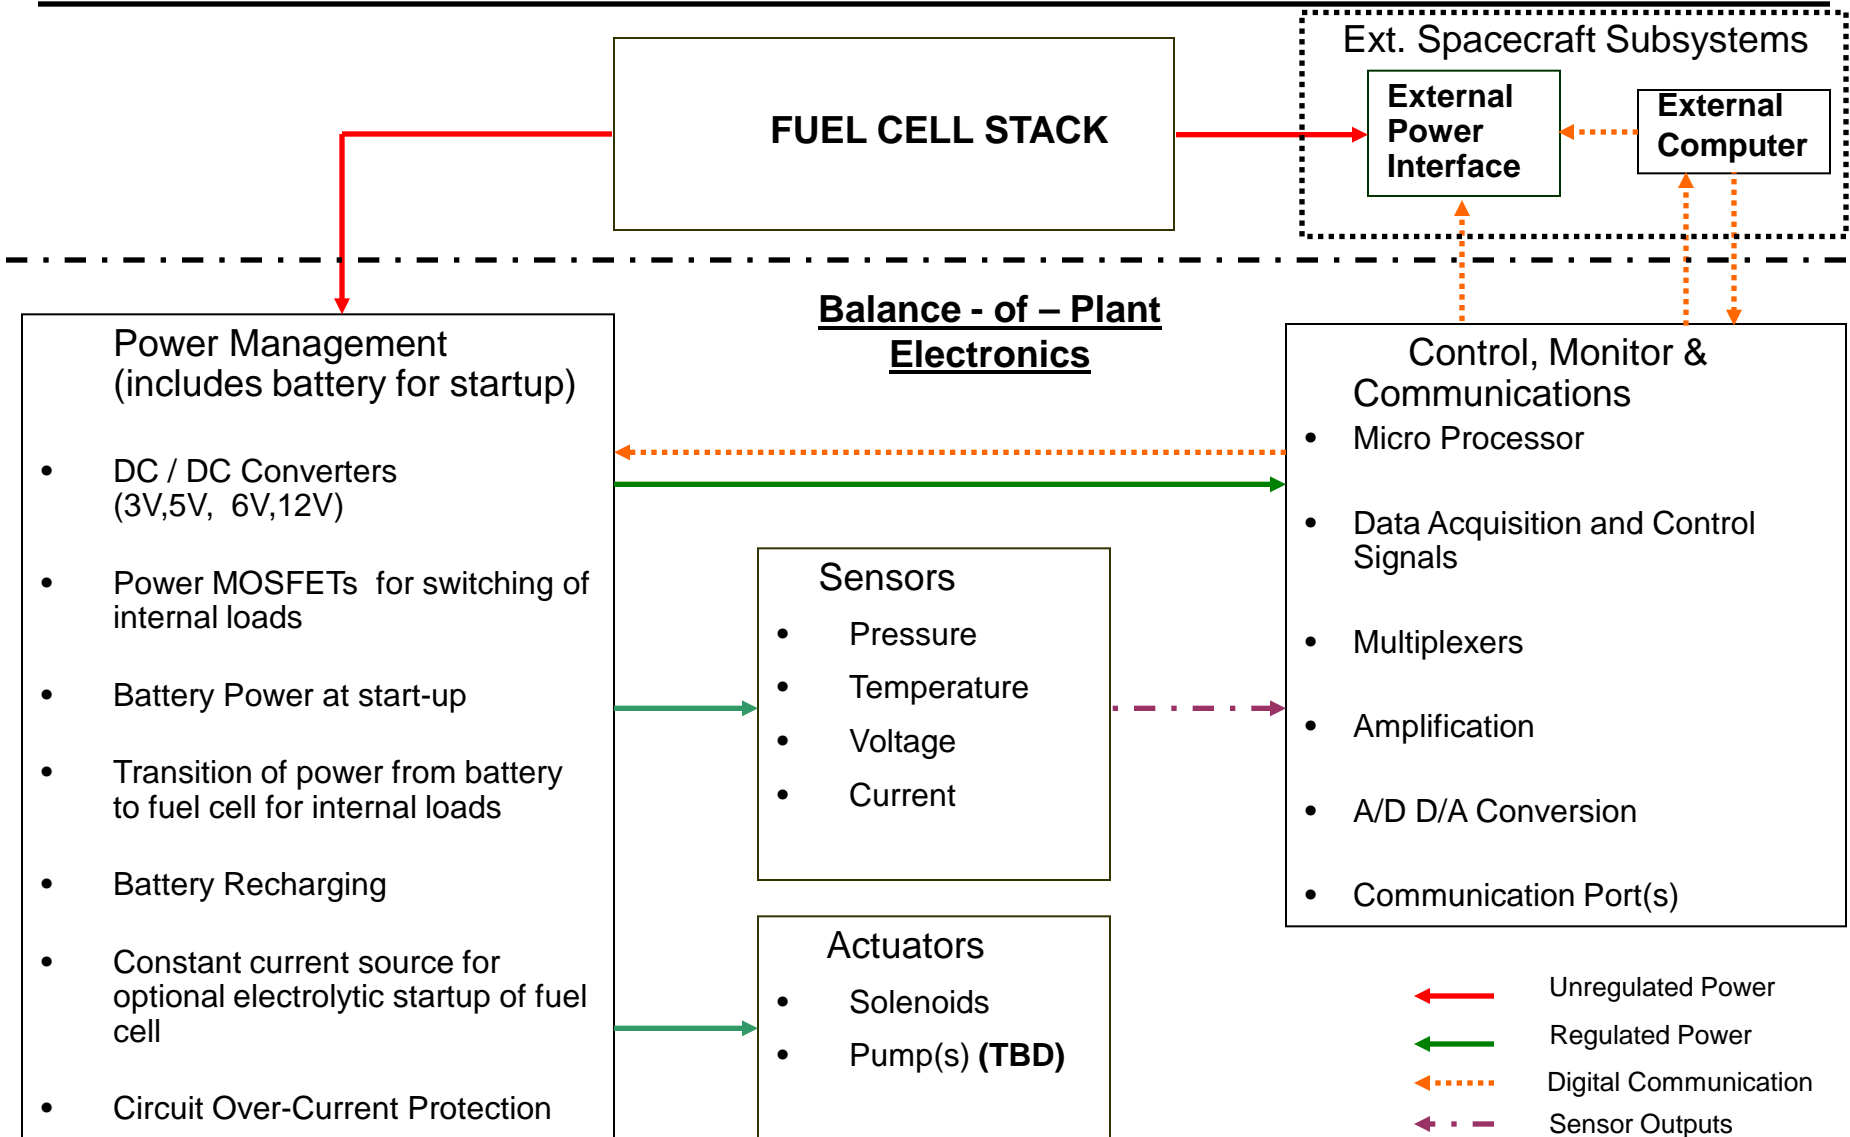 Ext. Spacecraft Subsystems
FUEL CELL STACK
External
Power
Interface
External
Computer
Balance - of – Plant
Electronics
Power Management
(includes battery for startup)
• DC / DC Converters
(3V,5V, 6V,12V)
• Power MOSFETs for switching of
internal loads
• Battery Power at start-up
• Transition of power from battery
to fuel cell for internal loads
• Battery Recharging
• Constant current source for
optional electrolytic startup of fuel
cell
• Circuit Over-Current Protection
Sensors
• Pressure
• Temperature
• Voltage
• Current
Actuators
• Solenoids
• Pump(s) (TBD)
Control, Monitor &
Communications
• Micro Processor
• Data Acquisition and Control
Signals
• Multiplexers
• Amplification
• A/D D/A Conversion
• Communication Port(s)
Unregulated Power
Regulated Power
Digital Communication
Sensor Outputs